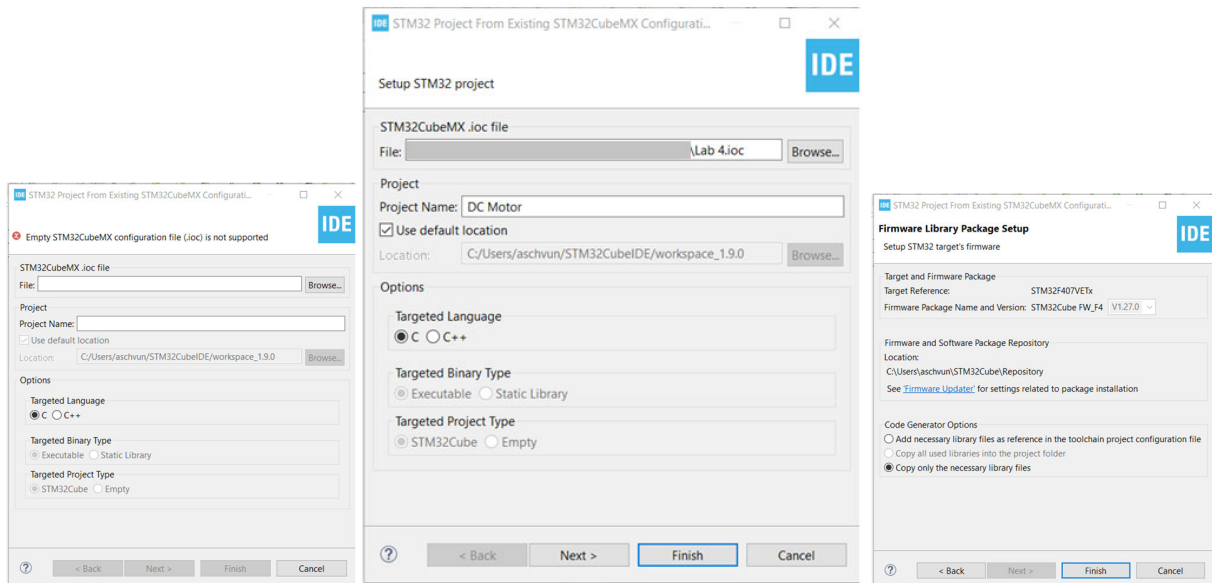 IDE STM32 Project From Existing STM32CubeMX Configurati...
IDE
Empty STM32CubeMX configuration file (.ioc) is not supported
STM32CubeMX .ioc file
File:
Browse...
Project
Project Name:
Use default location
Location: C:/Users/aschvun/STM32CubeIDE/workspace_1.9.0 Browse...
Options
Targeted Language
C C++
Targeted Binary Type
Executable Static Library
Targeted Project Type
STM32Cube Empty
? < Back Next > Finish Cancel
IDE STM32 Project From Existing STM32CubeMX Configurati...
IDE
Setup STM32 project
STM32CubeMX .ioc file
File: \Lab 4.ioc Browse...
Project
Project Name: DC Motor
Use default location
Location: C:/Users/aschvun/STM32CubeIDE/workspace_1.9.0 Browse...
Options
Targeted Language
C C++
Targeted Binary Type
Executable Static Library
Targeted Project Type
STM32Cube Empty
? < Back Next > Finish Cancel
IDE STM32 Project From Existing STM32CubeMX Configurati...
Firmware Library Package Setup
IDE
Setup STM32 target's firmware
Target and Firmware Package
Target Reference: STM32F407VETx
Firmware Package Name and Version: STM32Cube FW_F4 V1.27.0
Firmware and Software Package Repository
Location:
C:\Users\aschvun\STM32Cube\Repository
See 'Firmware Updater' for settings related to package installation
Code Generator Options
Add necessary library files as reference in the toolchain project configuration file
Copy all used libraries into the project folder
Copy only the necessary library files
? < Back Next > Finish Cancel